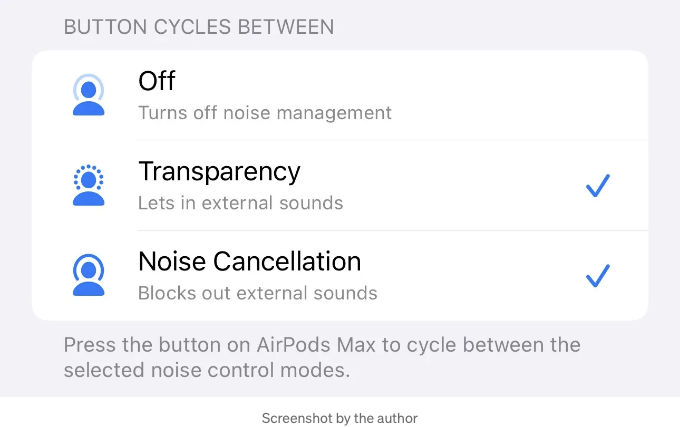 BUTTON CYCLES BETWEEN
Off
Turns off noise management
Transparency
Lets in external sounds
Noise Cancellation
Blocks out external sounds
Press the button on AirPods Max to cycle between the
selected noise control modes.
Screenshot by the author